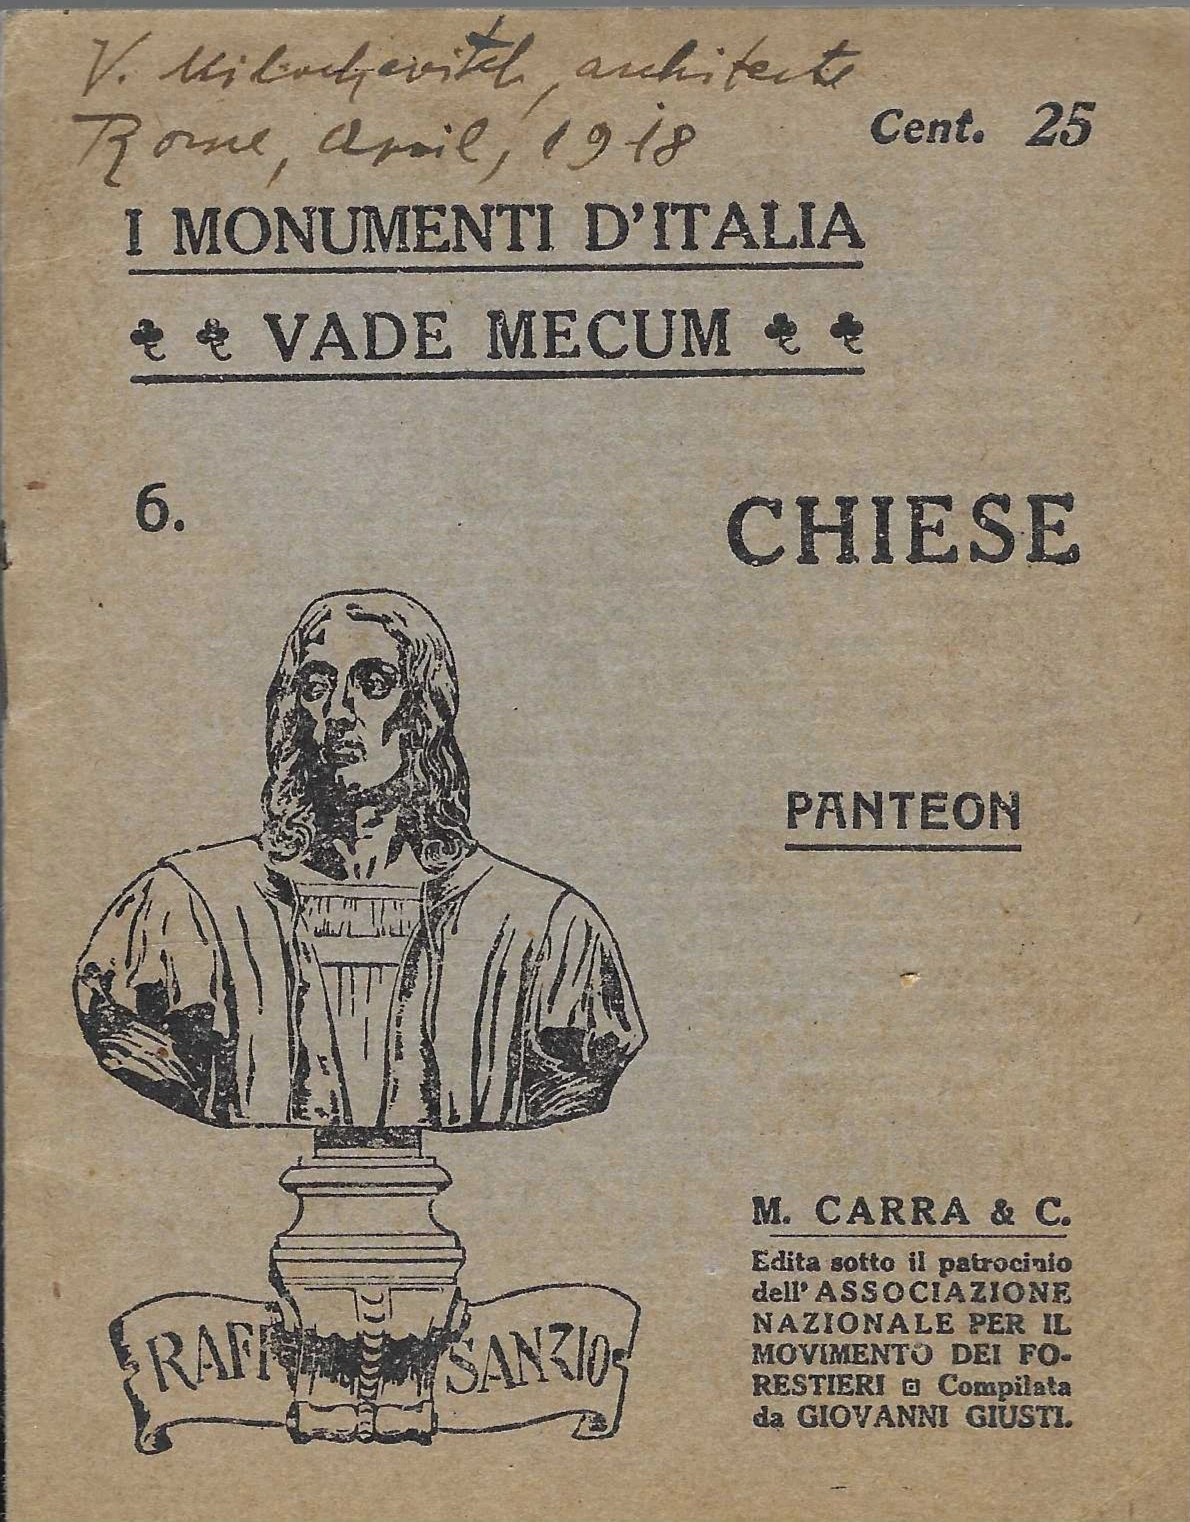 V. Milochevitch, architecte
Rome, April, 1918
Cent. 25
I MONUMENTI D'ITALIA
VADE MECUM
6.
CHIESE
PANTEON
M. CARRA & C.
Edita sotto il patrocinio
dell' ASSOCIAZIONE
NAZIONALE PER IL
MOVIMENTO DEI FO-
RESTIERI Compilata
da GIOVANNI GIUSTI.
RAFF SANZIO